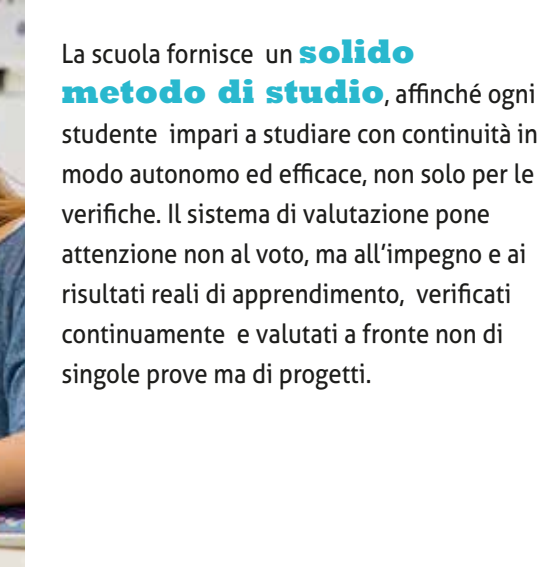 La scuola fornisce un solido
metodo di studio, affinché ogni
studente impari a studiare con continuità in
modo autonomo ed efficace, non solo per le
verifiche. Il sistema di valutazione pone
attenzione non al voto, ma all'impegno e ai
risultati reali di apprendimento, verificati
continuamente e valutati a fronte non di
singole prove ma di progetti.